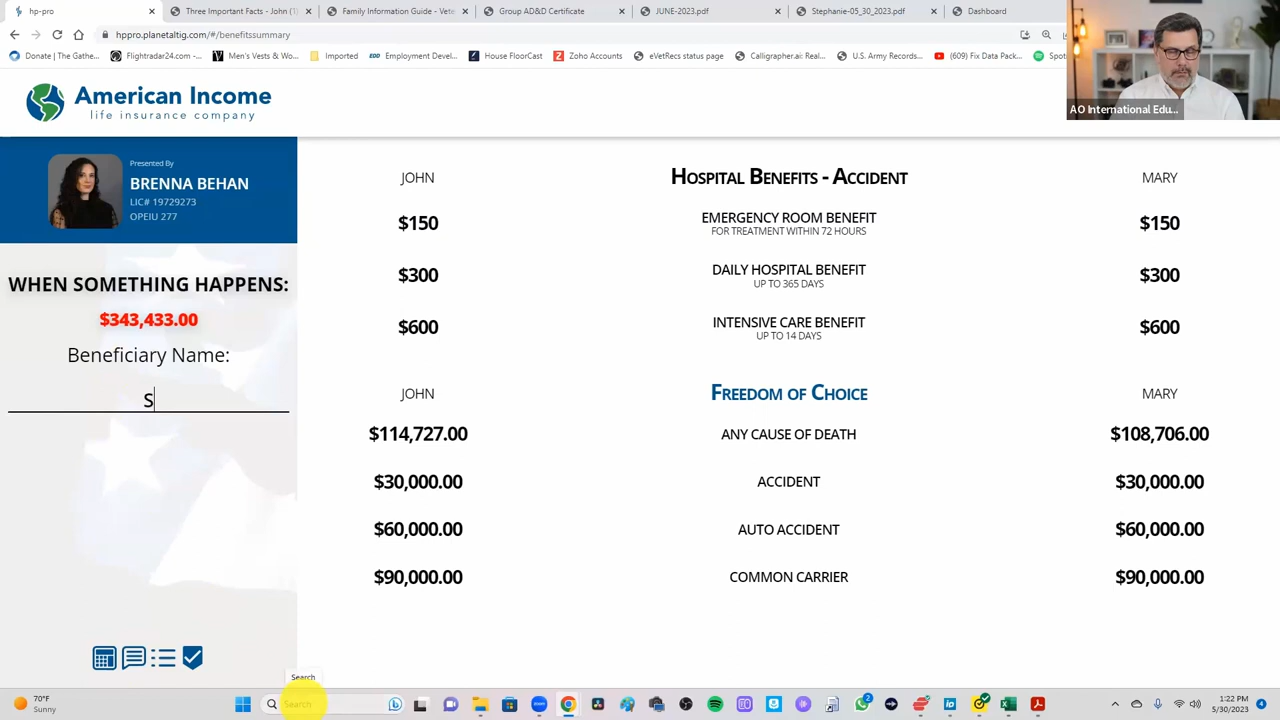 hp-pro
Three Important Facts - John (1)
Family Information Guide - Vete
Group AD&D Certificate
JUNE-2023.pdf
Stephanie-05_30_2023.pdf
Dashboard
hppro.planetaltig.com/#/benefitssummary
Donate | The Gathe...
Flightradar24.com -...
Men's Vests & Wo...
Imported
EDD Employment Devel...
House FloorCast
Zoho Accounts
eVetRecs status page
Calligrapher.ai: Real...
U.S. Army Records...
(609) Fix Data Pack...
Spot
AO International Edu...
American Income
life insurance company
Presented By
BRENNA BEHAN
LIC# 19729273
OPEIU 277
WHEN SOMETHING HAPPENS:
$343,433.00
Beneficiary Name:
S
JOHN HOSPITAL BENEFITS - ACCIDENT MARY
$150 EMERGENCY ROOM BENEFIT $150
FOR TREATMENT WITHIN 72 HOURS
$300 DAILY HOSPITAL BENEFIT $300
UP TO 365 DAYS
$600 INTENSIVE CARE BENEFIT $600
UP TO 14 DAYS
JOHN FREEDOM OF CHOICE MARY
$114,727.00 ANY CAUSE OF DEATH $108,706.00
$30,000.00 ACCIDENT $30,000.00
$60,000.00 AUTO ACCIDENT $60,000.00
$90,000.00 COMMON CARRIER $90,000.00
Search
70°F
Sunny
Search
zoom
2
1:22 PM
5/30/2023